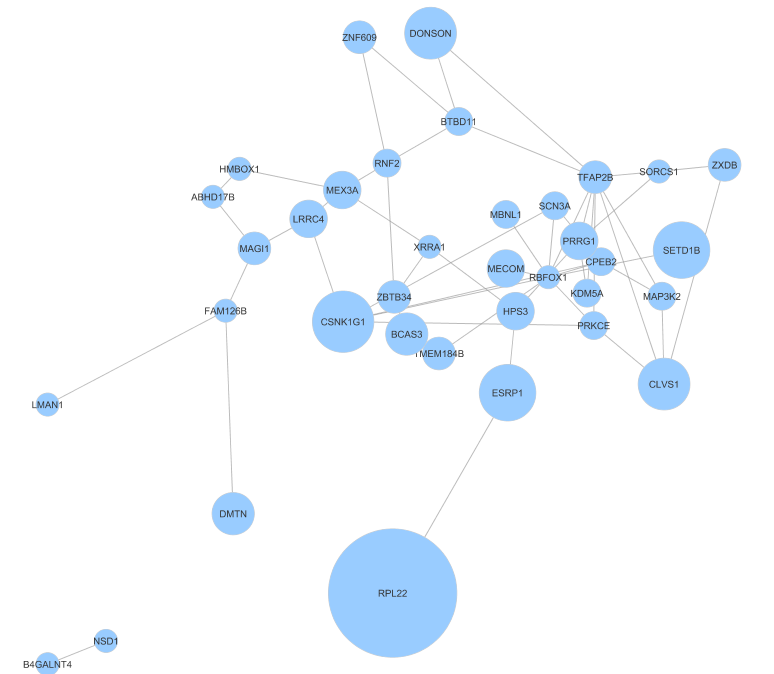 DONSON
ZNF609
BTBD11
RNF2
ZXDB
HMBOX1
SORCS1
TFAP2B
MEX3A
ABHD17B
SCN3A
MBNL1
LRRC4
PRRG1
XRRA1
MAGI1
SETD1B
CPEB2
MECOM
RBFOX1
KDM5A
MAP3K2
ZBTB34
FAM126B
HPS3
CSNK1G1
PRKCE
BCAS3
TMEM184B
CLVS1
ESRP1
LMAN1
DMTN
RPL22
NSD1
B4GALNT4